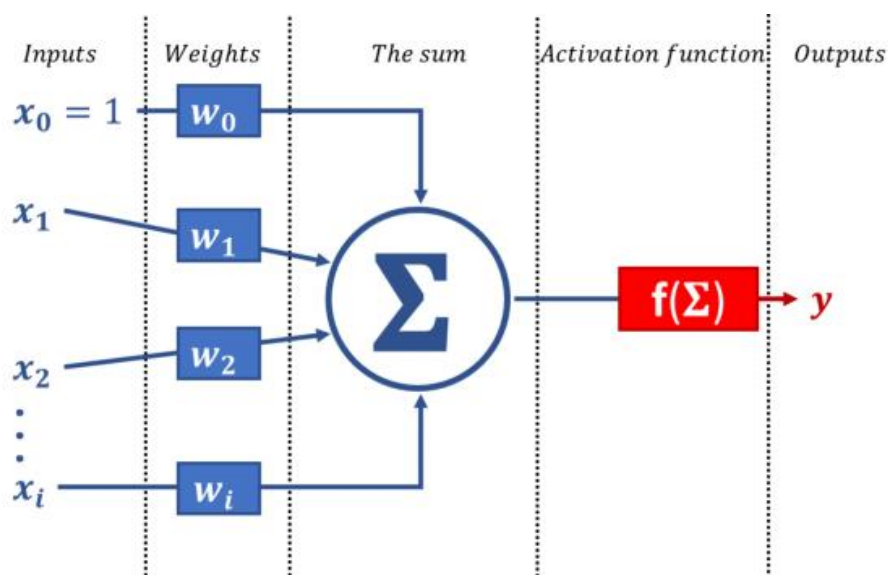 Inputs Weights The sum Activation function Outputs
x₀ = 1 w₀
x₁ w₁
Σ f(Σ) y
x₂ w₂
⋮
xᵢ wᵢ